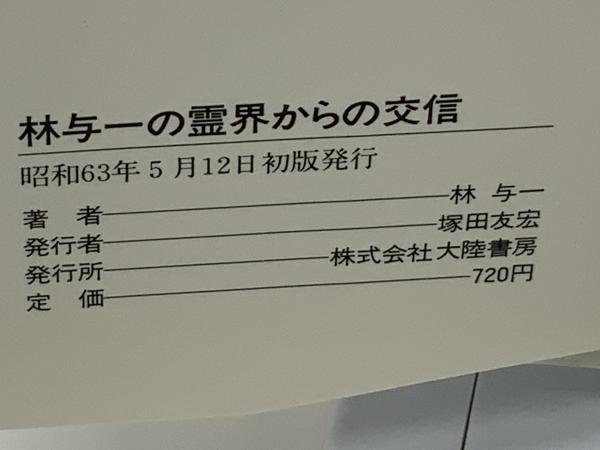 林与一の霊界からの交信
昭和63年5月12日初版発行
著者 林与一
発行者 塚田友宏
発行所 株式会社大陸書房
定価 720円